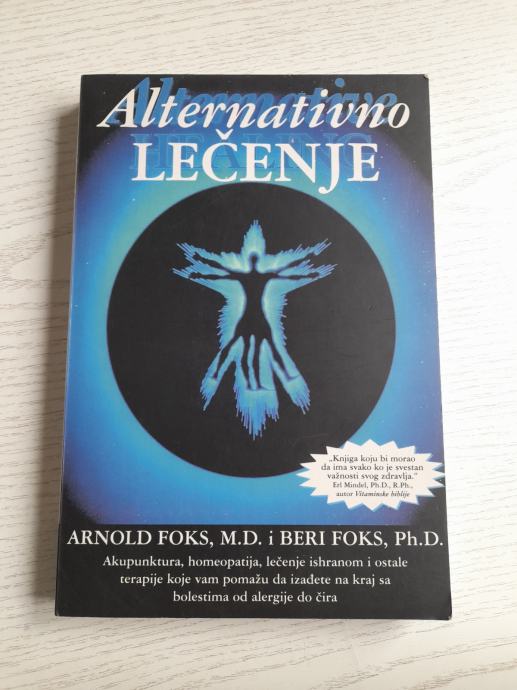 Alternative
HEALING
Alternativno
LEČENJE
„Knjiga koju bi morao
da ima svako ko je svestan
važnosti svog zdravlja.“
Erl Mindel, Ph.D., R.Ph.,
autor Vitaminske biblije
ARNOLD FOKS, M.D. i BERI FOKS, Ph.D.
Akupunktura, homeopatija, lečenje ishranom i ostale
terapije koje vam pomažu da izađete na kraj sa
bolestima od alergije do čira